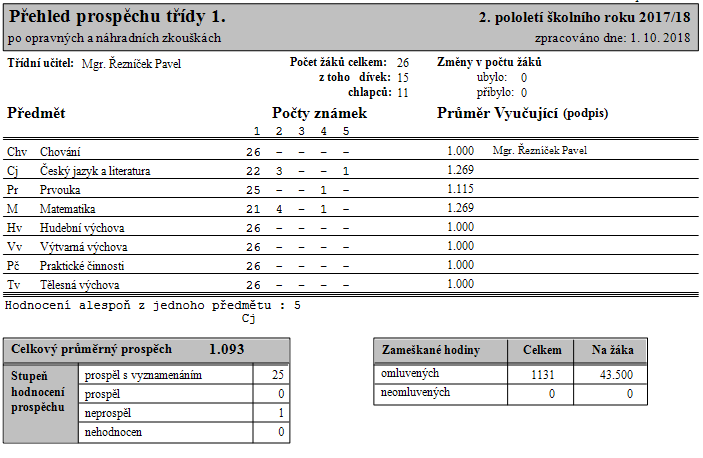 Přehled prospěchu třídy 1. 2. pololetí školního roku 2017/18
po opravných a náhradních zkouškách zpracováno dne: 1. 10. 2018
Třídní učitel: Mgr. Řezníček Pavel Počet žáků celkem: 26 Změny v počtu žáků
z toho dívek: 15 ubylo: 0
chlapců: 11 přibylo: 0
Předmět Počty známek Průměr Vyučující (podpis)
1 2 3 4 5
Chv Chování 26 – – – – 1.000 Mgr. Řezníček Pavel
Cj Český jazyk a literatura 22 3 – – 1 1.269
Pr Prvouka 25 – – 1 – 1.115
M Matematika 21 4 – 1 – 1.269
Hv Hudební výchova 26 – – – – 1.000
Vv Výtvarná výchova 26 – – – – 1.000
Pč Praktické činnosti 26 – – – – 1.000
Tv Tělesná výchova 26 – – – – 1.000
Hodnocení alespoň z jednoho předmětu : 5
Cj
Celkový průměrný prospěch 1.093 Zameškané hodiny Celkem Na žáka
Stupeň hodnocení prospěchu prospěl s vyznamenáním 25 omluvených 1131 43.500
prospěl 0 neomluvených 0 0
neprospěl 1
nehodnocen 0